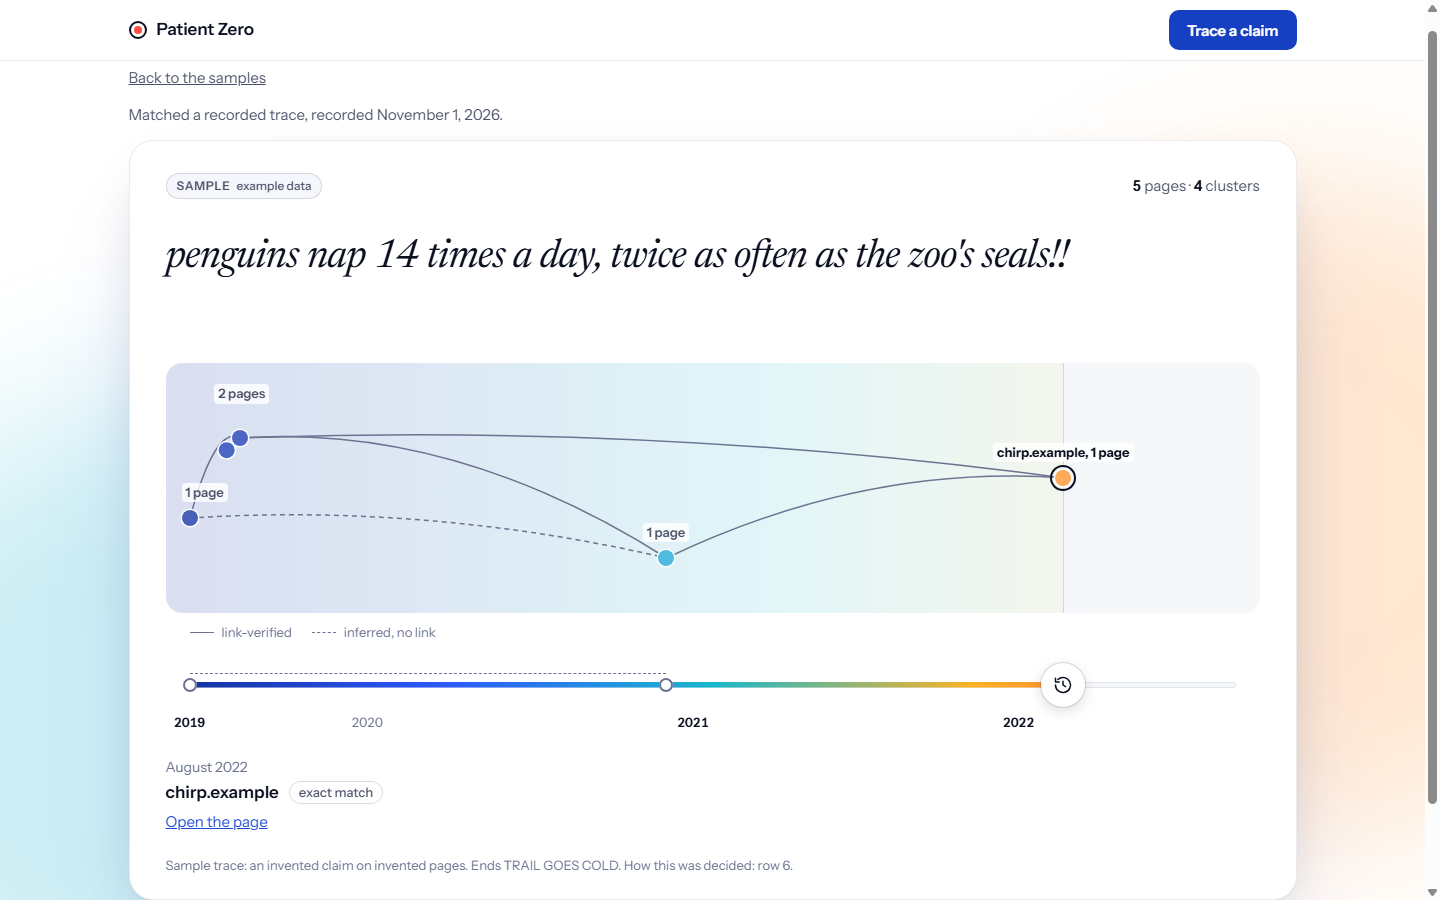 Patient Zero
Trace a claim
Back to the samples
Matched a recorded trace, recorded November 1, 2026.
SAMPLE example data
5 pages · 4 clusters
penguins nap 14 times a day, twice as often as the zoo's seals!!
2 pages
chirp.example, 1 page
1 page
1 page
link-verified
inferred, no link
2019
2020
2021
2022
August 2022
chirp.example
exact match
Open the page
Sample trace: an invented claim on invented pages. Ends TRAIL GOES COLD. How this was decided: row 6.